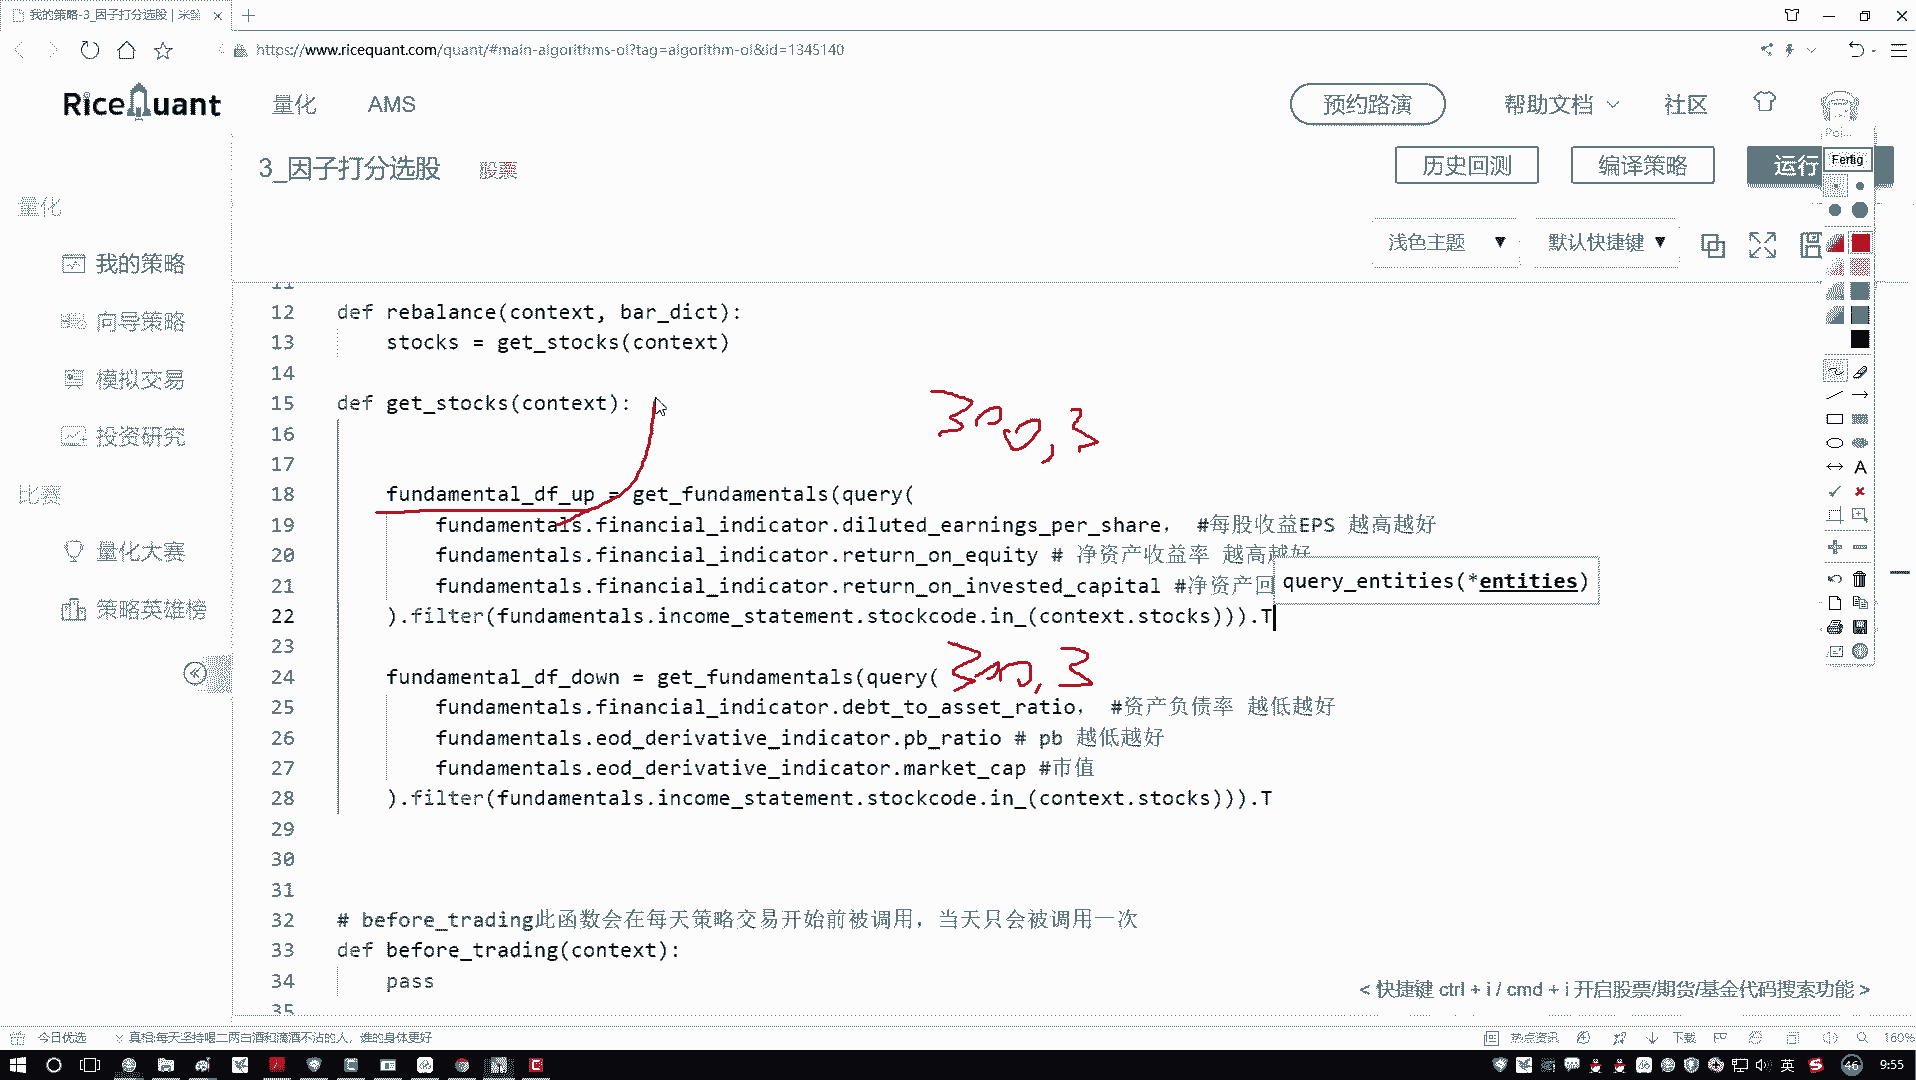 我的策略-3_因子打分选股 | 米
https://www.ricequant.com/quant/#main-algorithms-ol?tag=algorithm-ol&id=1345140
RiceQuant 量化 AMS 预约路演 帮助文档 社区
3_因子打分选股 股票 历史回测 编译策略 运行 Fertig
浅色主题 ▼ 默认快捷键 ▼
量化
我的策略
向导策略
模拟交易
投资研究
比赛
量化大赛
策略英雄榜
11
12 def rebalance(context, bar_dict):
13 stocks = get_stocks(context)
14
15 def get_stocks(context):
300,3
16
17
18 fundamental_df_up = get_fundamentals(query(
19 fundamentals.financial_indicator.diluted_earnings_per_share, #每股收益EPS 越高越好
20 fundamentals.financial_indicator.return_on_equity # 净资产收益率 越高越好
21 fundamentals.financial_indicator.return_on_invested_capital #净资产回
query_entities(*entities)
22 ).filter(fundamentals.income_statement.stockcode.in_(context.stocks))).T
23
24 fundamental_df_down = get_fundamentals(query(
300,3
25 fundamentals.financial_indicator.debt_to_asset_ratio, #资产负债率 越低越好
26 fundamentals.eod_derivative_indicator.pb_ratio # pb 越低越好
27 fundamentals.eod_derivative_indicator.market_cap #市值
28 ).filter(fundamentals.income_statement.stockcode.in_(context.stocks))).T
29
30
31
32 # before_trading此函数会在每天策略交易开始前被调用，当天只会被调用一次
33 def before_trading(context):
34 pass
35
< 快捷键 ctrl + i / cmd + i 开启股票/期货/基金代码搜索功能 >
今日优选 真相:每天坚持喝二两白酒和滴酒不沾的人，谁的身体更好 热点资讯 下载 160%
英 46 9:55